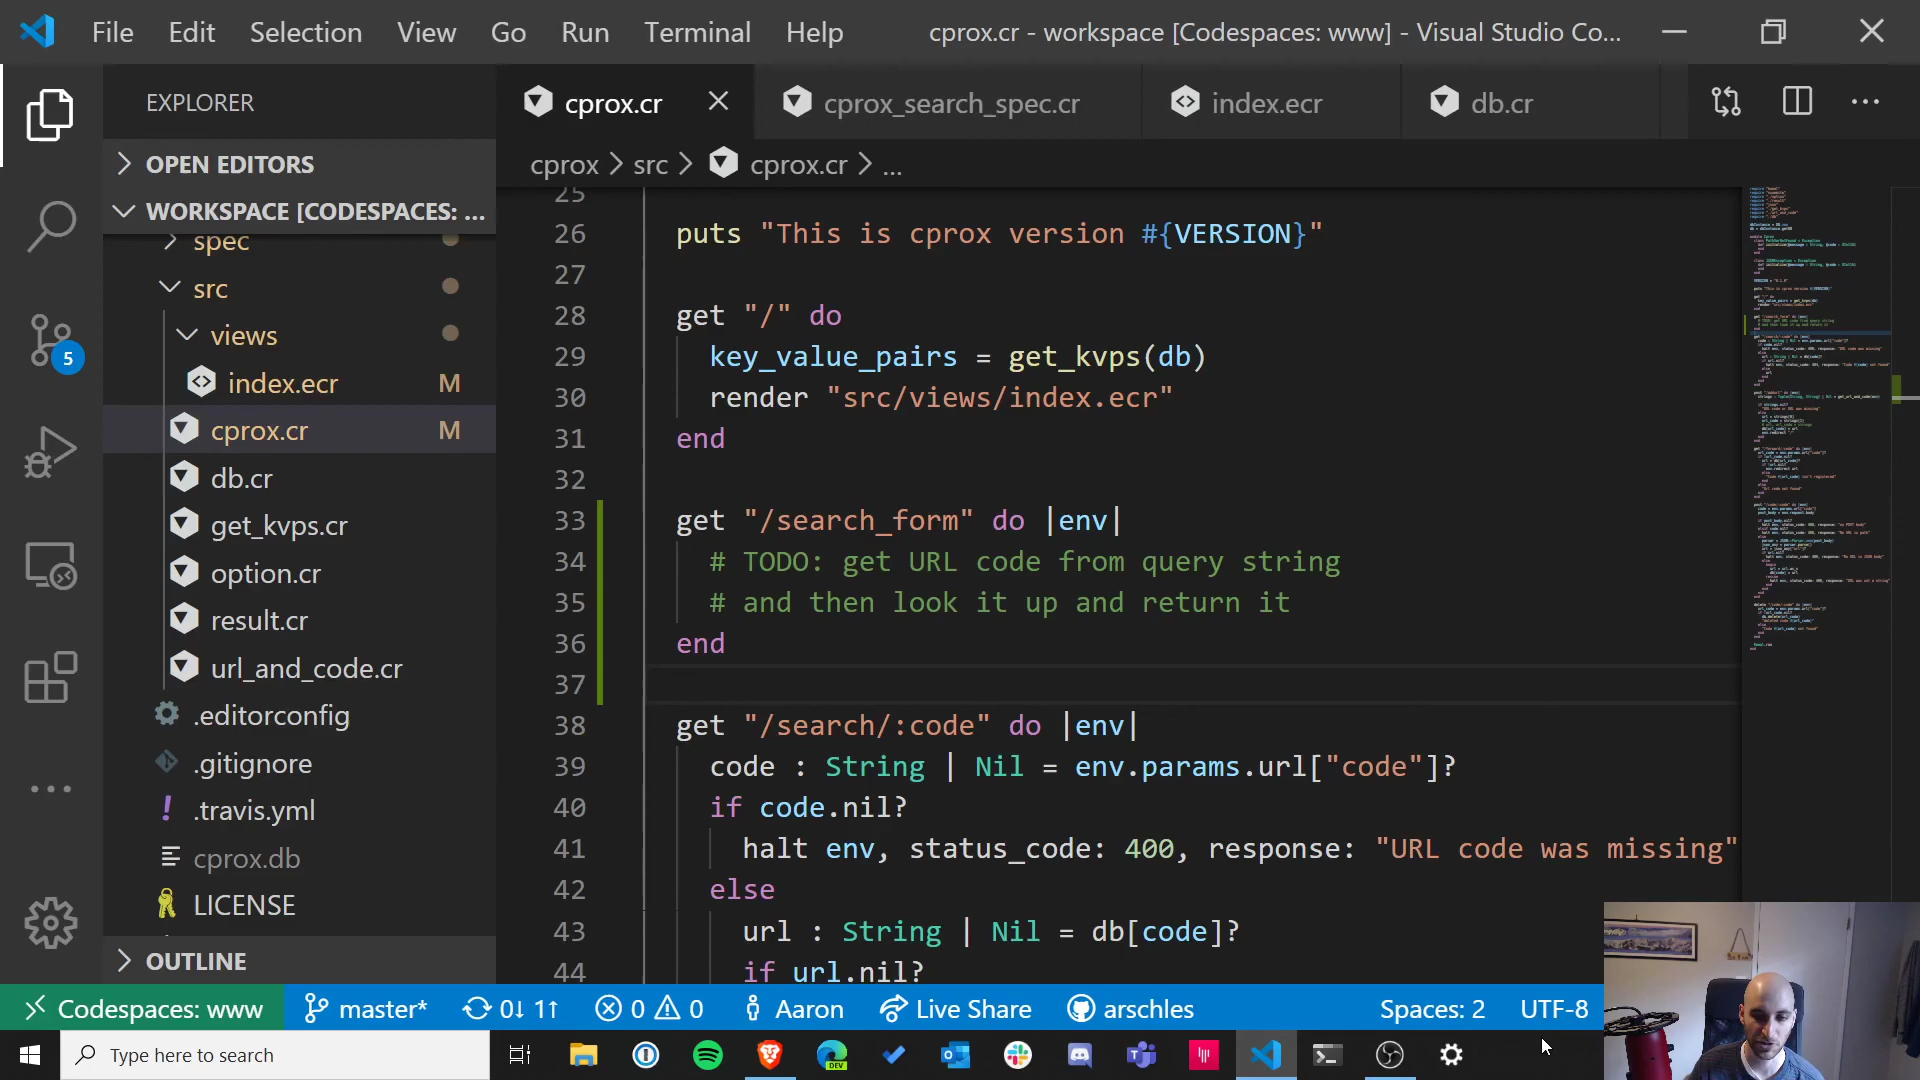 File Edit Selection View Go Run Terminal Help cprox.cr - workspace [Codespaces: www] - Visual Studio Co...
EXPLORER
OPEN EDITORS
WORKSPACE [CODESPACES: ...
spec
src
views
index.ecr M
cprox.cr M
db.cr
get_kvps.cr
option.cr
result.cr
url_and_code.cr
.editorconfig
.gitignore
.travis.yml
cprox.db
LICENSE
OUTLINE
5
cprox.cr cprox_search_spec.cr index.ecr db.cr
cprox > src > cprox.cr > ...
25
26 puts "This is cprox version #{VERSION}"
27
28 get "/" do
29 key_value_pairs = get_kvps(db)
30 render "src/views/index.ecr"
31 end
32
33 get "/search_form" do |env|
34 # TODO: get URL code from query string
35 # and then look it up and return it
36 end
37
38 get "/search/:code" do |env|
39 code : String | Nil = env.params.url["code"]?
40 if code.nil?
41 halt env, status_code: 400, response: "URL code was missing"
42 else
43 url : String | Nil = db[code]?
44 if url.nil?
Codespaces: www master* 0↓ 1↑ 0 0 Aaron Live Share arschles Spaces: 2 UTF-8
Type here to search
DEV